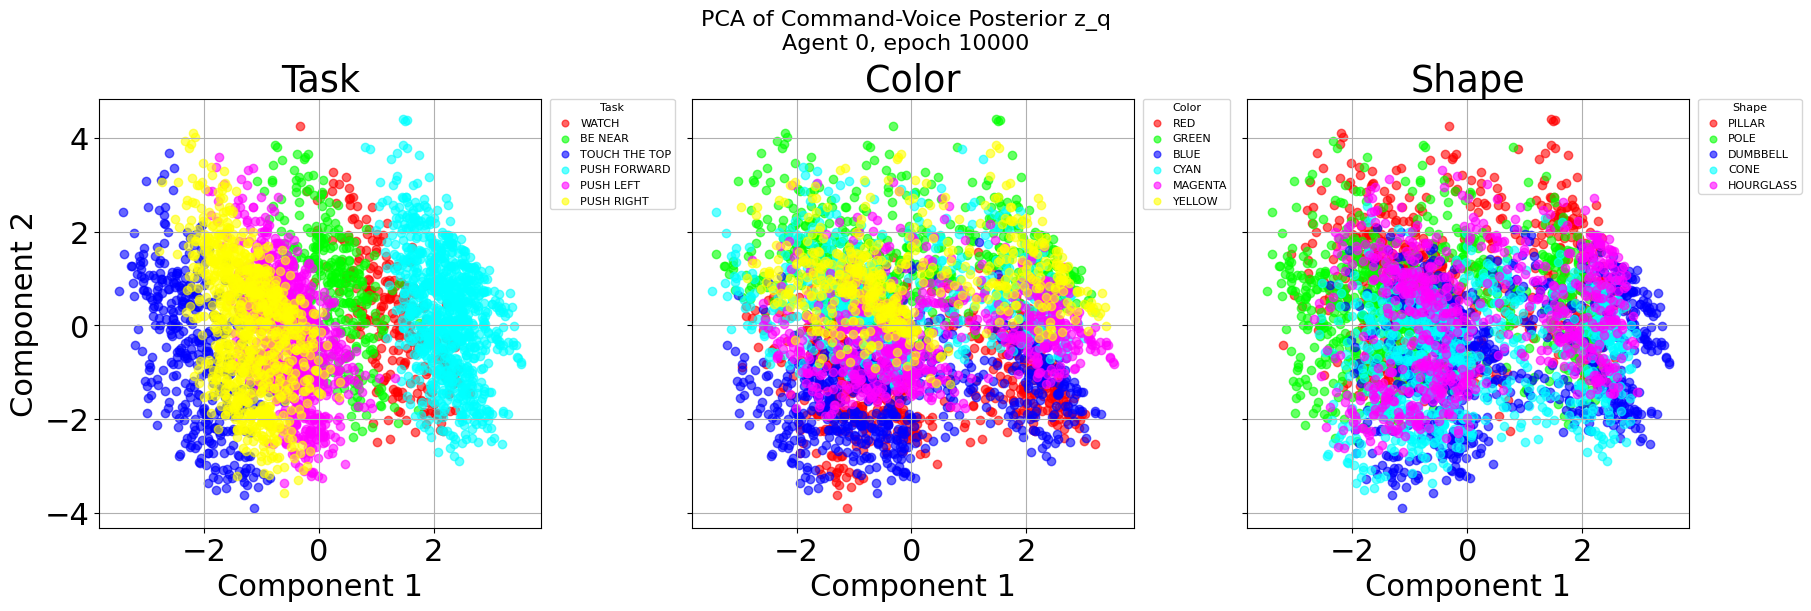 PCA of Command-Voice Posterior z_q
Agent 0, epoch 10000
Task
4
2
0
−2
−4
Component 2
−2 0 2
Component 1
Task
WATCH
BE NEAR
TOUCH THE TOP
PUSH FORWARD
PUSH LEFT
PUSH RIGHT
Color
−2 0 2
Component 1
Color
RED
GREEN
BLUE
CYAN
MAGENTA
YELLOW
Shape
−2 0 2
Component 1
Shape
PILLAR
POLE
DUMBBELL
CONE
HOURGLASS